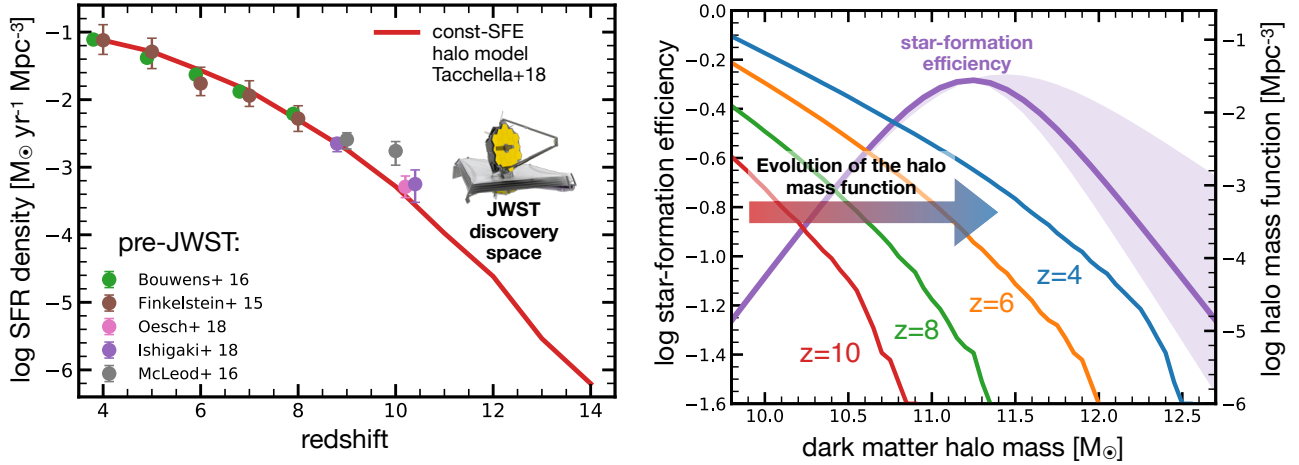 −1
−2
−3
−4
−5
−6
4
6
8
10
12
14
log SFR density [M⊙ yr⁻¹ Mpc⁻³]
redshift
const-SFE
halo model
Tacchella+18
JWST
discovery
space
pre-JWST:
Bouwens+ 16
Finkelstein+ 15
Oesch+ 18
Ishigaki+ 18
McLeod+ 16
0.0
-0.2
-0.4
-0.6
-0.8
-1.0
-1.2
-1.4
-1.6
10.0
10.5
11.0
11.5
12.0
12.5
-1
-2
-3
-4
-5
-6
log star-formation efficiency
dark matter halo mass [M⊙]
log halo mass function [Mpc⁻³]
star-formation
efficiency
Evolution of the halo
mass function
z=4
z=6
z=8
z=10